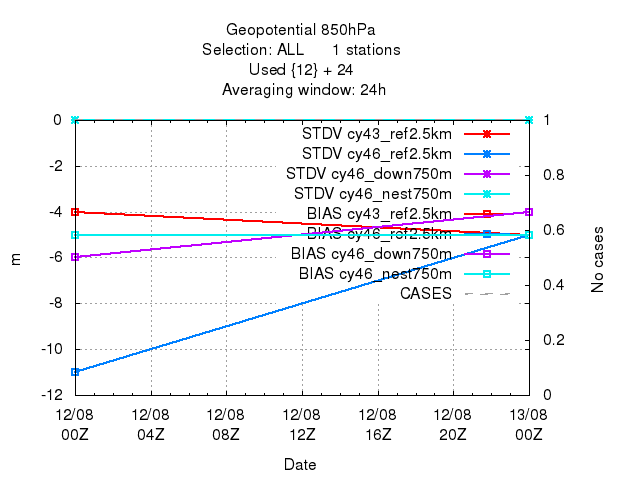 Geopotential 850hPa
Selection: ALL 1 stations
Used {12} + 24
Averaging window: 24h
0
-2
-4
-6
-8
-10
-12
m
STDV cy43_ref2.5km
STDV cy46_ref2.5km
STDV cy46_down750m
STDV cy46_nest750m
BIAS cy43_ref2.5km
BIAS cy46_ref2.5km
BIAS cy46_down750m
BIAS cy46_nest750m
CASES
1
0.8
0.6
0.4
0.2
0
No cases
12/08 12/08 12/08 12/08 12/08 12/08 13/08
00Z 04Z 08Z 12Z 16Z 20Z 00Z
Date